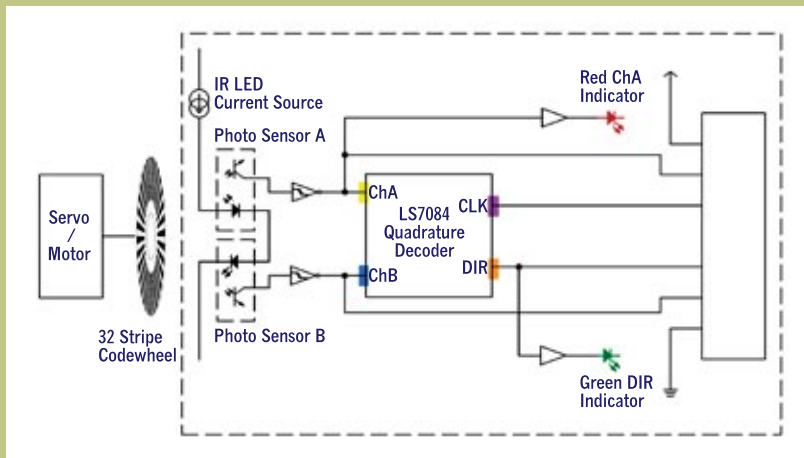 IR LED
Current Source
Red ChA
Indicator
Photo Sensor A
ChA
CLK
LS7084
Quadrature
Decoder
Servo
/
Motor
DIR
ChB
32 Stripe
Codewheel
Photo Sensor B
Green DIR
Indicator